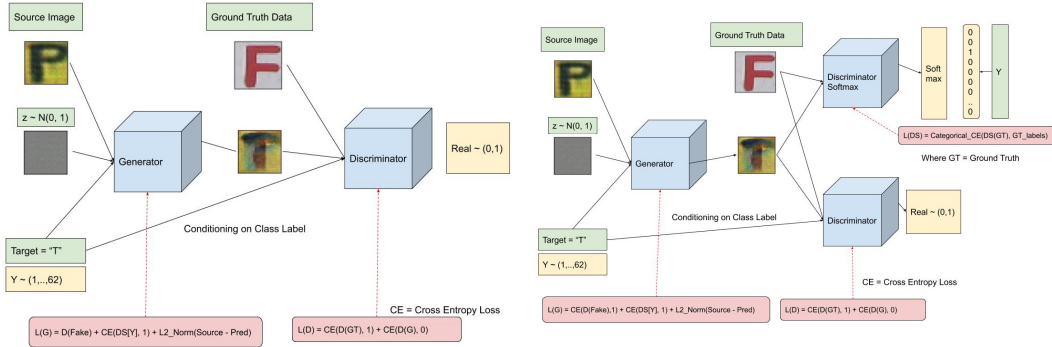 Source Image
Ground Truth Data
P
F
z ~ N(0, 1)
Generator
T
Discriminator
Real ~ (0,1)
Conditioning on Class Label
Target = “T”
Y ~ (1,..,62)
CE = Cross Entropy Loss
L(G) = D(Fake) + CE(DS[Y], 1) + L2_Norm(Source - Pred)
L(D) = CE(D(GT), 1) + CE(D(G), 0)
Source Image
Ground Truth Data
P
F
z ~ N(0, 1)
Generator
T
Discriminator
Softmax
Soft
max
0
0
1
0
0
0
0
..
0
Y
L(DS) = Categorical_CE(DS(GT), GT_labels)
Where GT = Ground Truth
Discriminator
Real ~ (0,1)
Conditioning on Class Label
Target = “T”
Y ~ (1,..,62)
CE = Cross Entropy Loss
L(G) = CE(D(Fake),1) + CE(DS[Y], 1) + L2_Norm(Source - Pred)
L(D) = CE(D(GT), 1) + CE(D(G), 0)